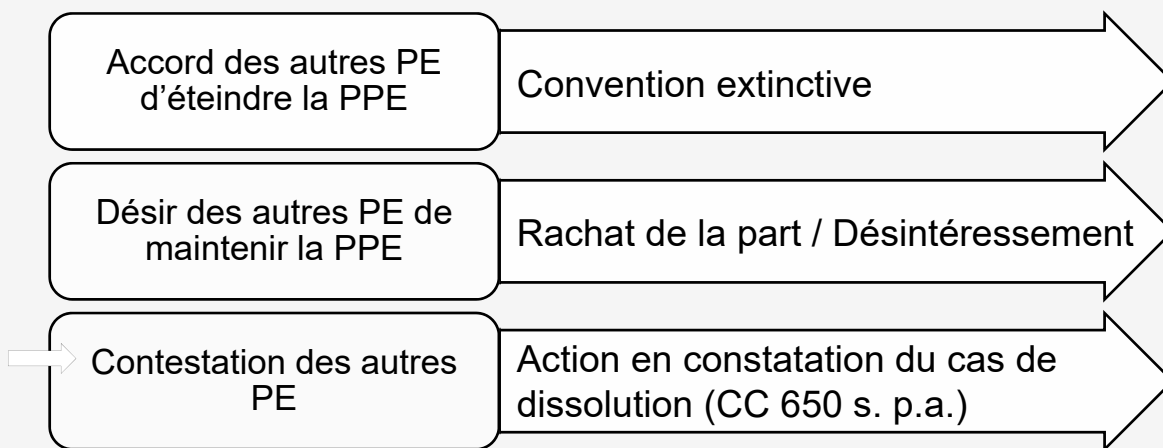 Accord des autres PE
d’éteindre la PPE
Convention extinctive
Désir des autres PE de
maintenir la PPE
Rachat de la part / Désintéressement
Contestation des autres
PE
Action en constatation du cas de
dissolution (CC 650 s. p.a.)